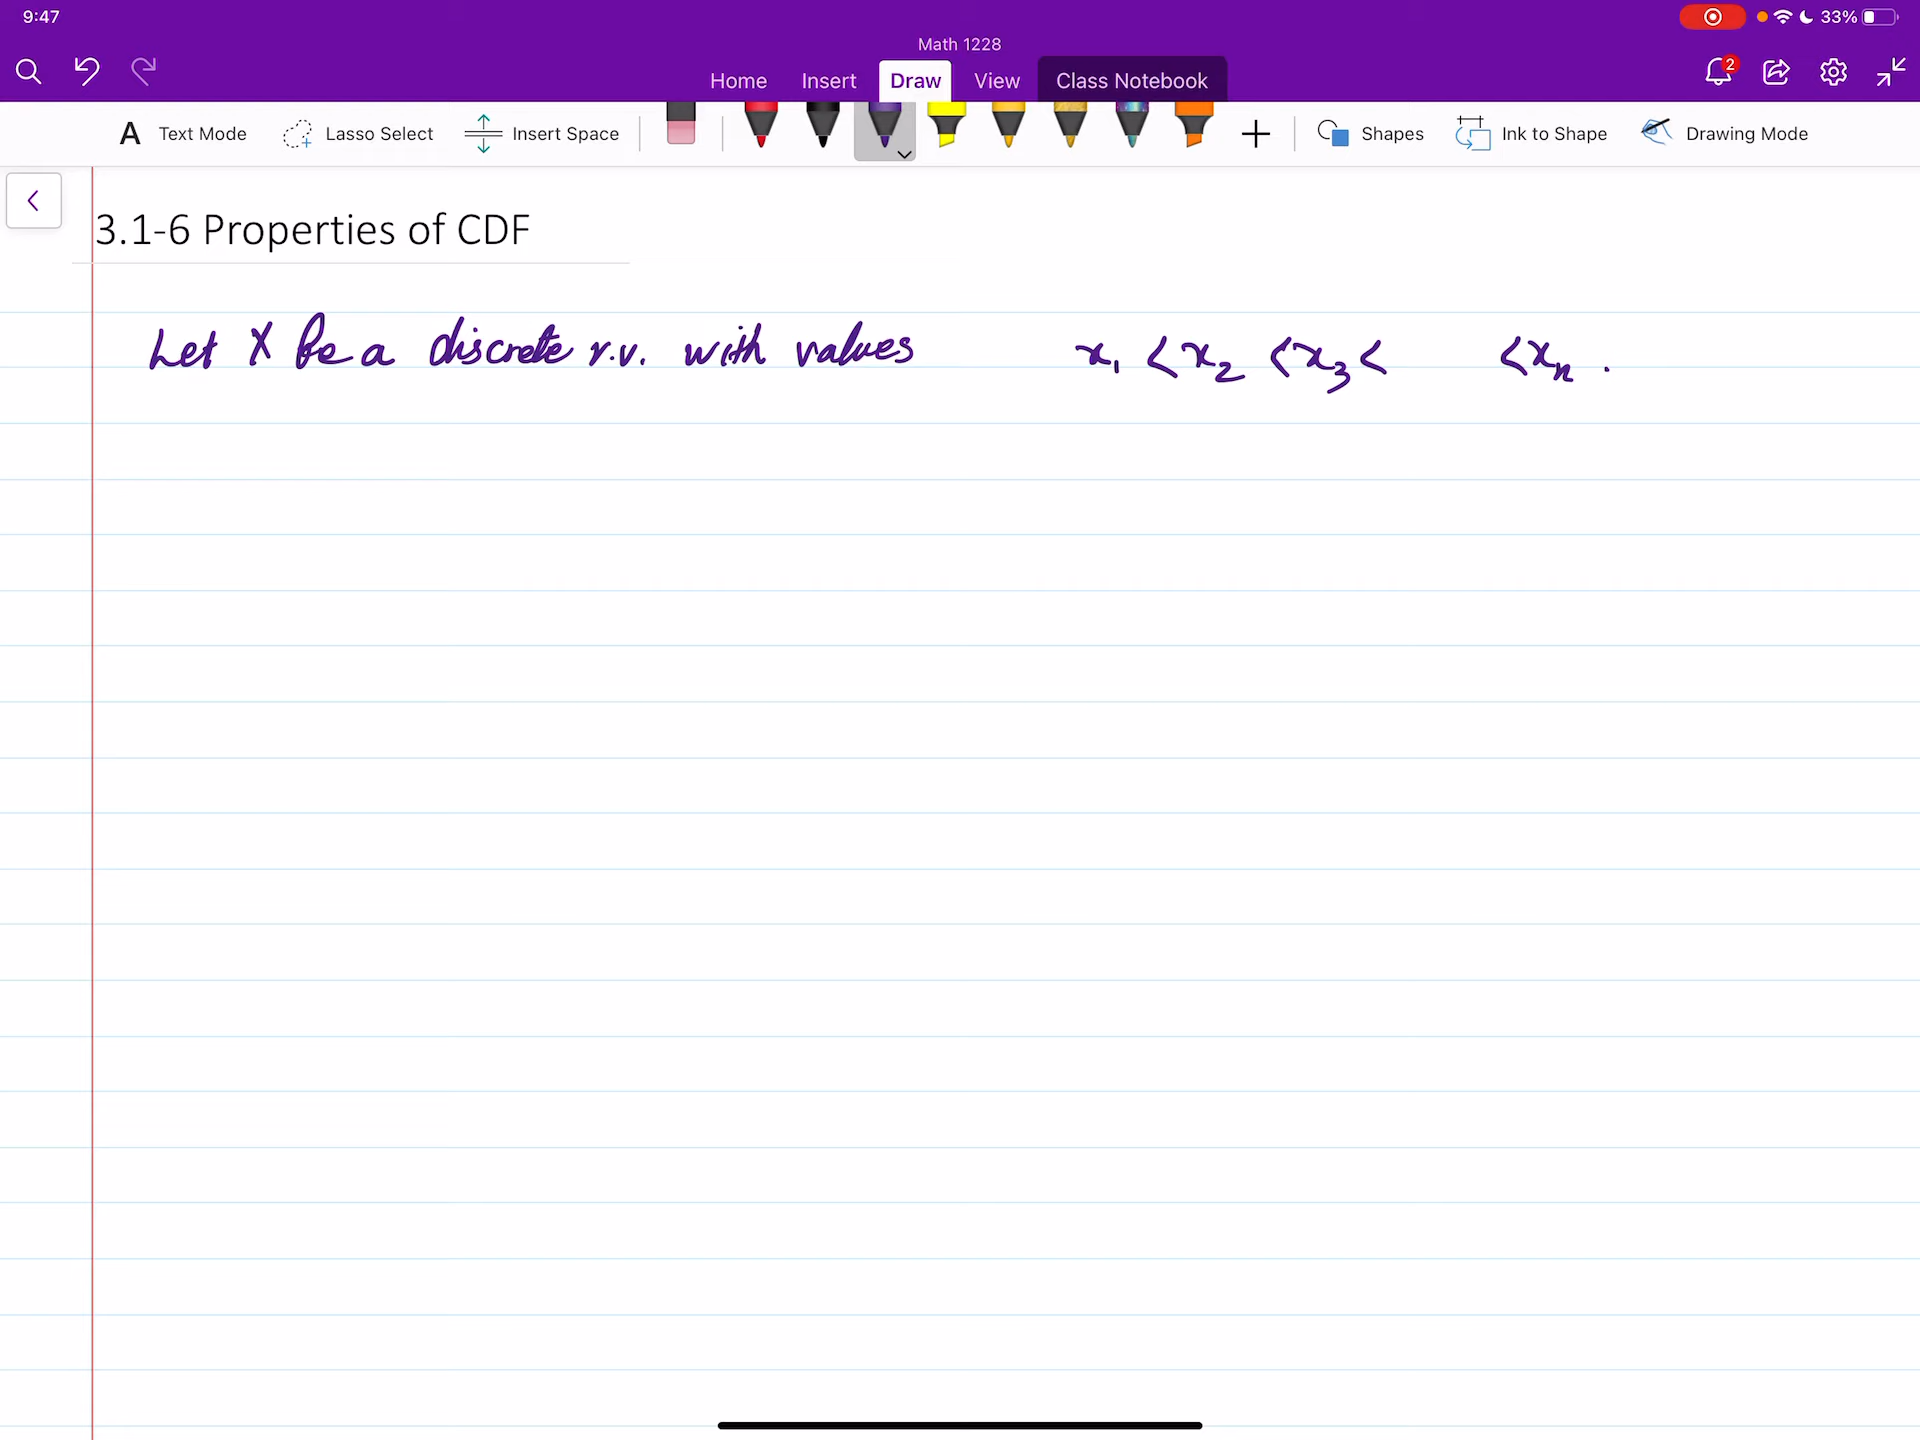 9:47
33%
Math 1228
Home Insert Draw View Class Notebook
2
A Text Mode Lasso Select Insert Space Shapes Ink to Shape Drawing Mode
3.1-6 Properties of CDF
Let X be a discrete r.v. with values x₁ < x₂ < x₃ < < xₙ .